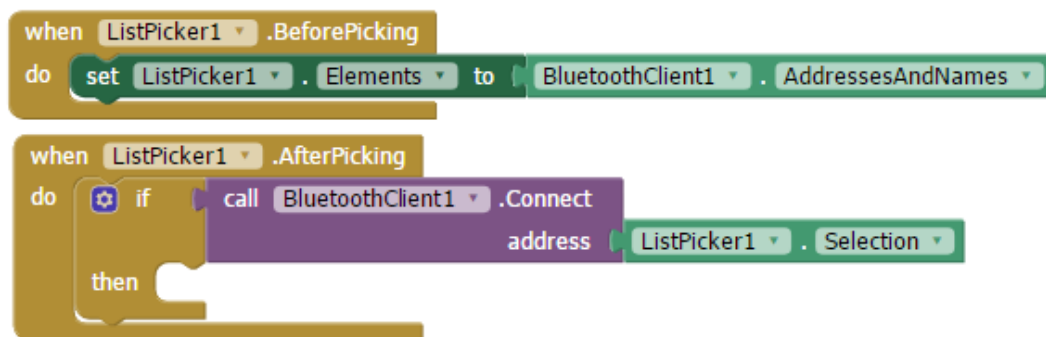 when ListPicker1 .BeforePicking
do set ListPicker1 . Elements to BluetoothClient1 . AddressesAndNames
when ListPicker1 .AfterPicking
do if call BluetoothClient1 .Connect
address ListPicker1 . Selection
then